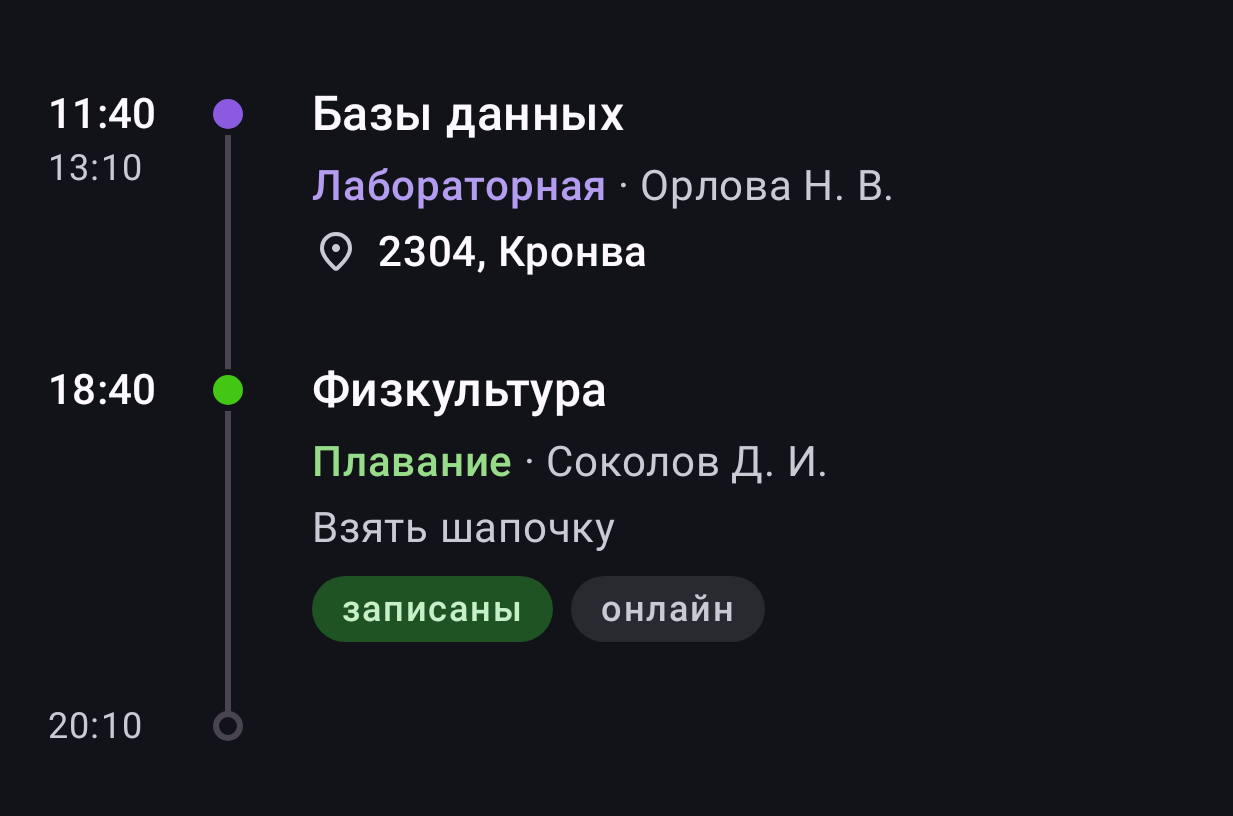 11:40 Базы данных
13:10
Лабораторная · Орлова Н. В.
2304, Кронва
18:40 Физкультура
Плавание · Соколов Д. И.
Взять шапочку
записаны онлайн
20:10